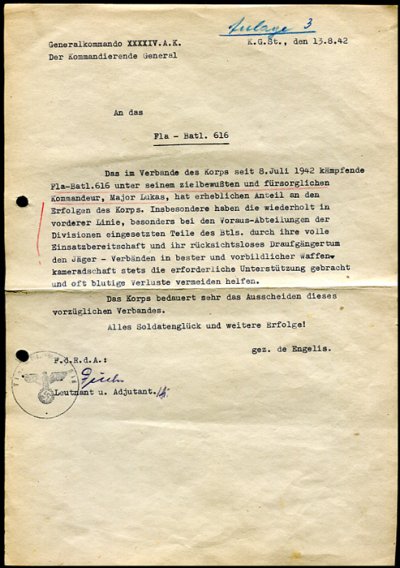 Anlage 3
Generalkommando XXXXIV.A.K.
K.G.St., den 13.8.42
Der Kommandierende General
An das
Fla - Batl. 616
Das im Verbande des Korps seit 8.Juli 1942 kämpfende
Fla-Batl.616 unter seinem zielbewußten und fürsorglichen
Kommandeur, Major Lukas, hat erheblichen Anteil an den
Erfolgen des Korps. Insbesondere haben die wiederholt in
vorderer Linie, besonders bei den Voraus-Abteilungen der
Divisionen eingesetzten Teile des Btls. durch ihre volle
Einsatzbereitschaft und ihr rücksichtsloses Draufgängertum
den Jäger - Verbänden in bester und vorbildlicher Waffen-
kameradschaft stets die erforderliche Unterstützung gebracht
und oft blutige Verluste vermeiden helfen.
Das Korps bedauert sehr das Ausscheiden dieses
vorzüglichen Verbandes.
Alles Soldatenglück und weitere Erfolge!
gez. de Engelis.
F.d.R.d.A.:
Leutnant u. Adjutant.